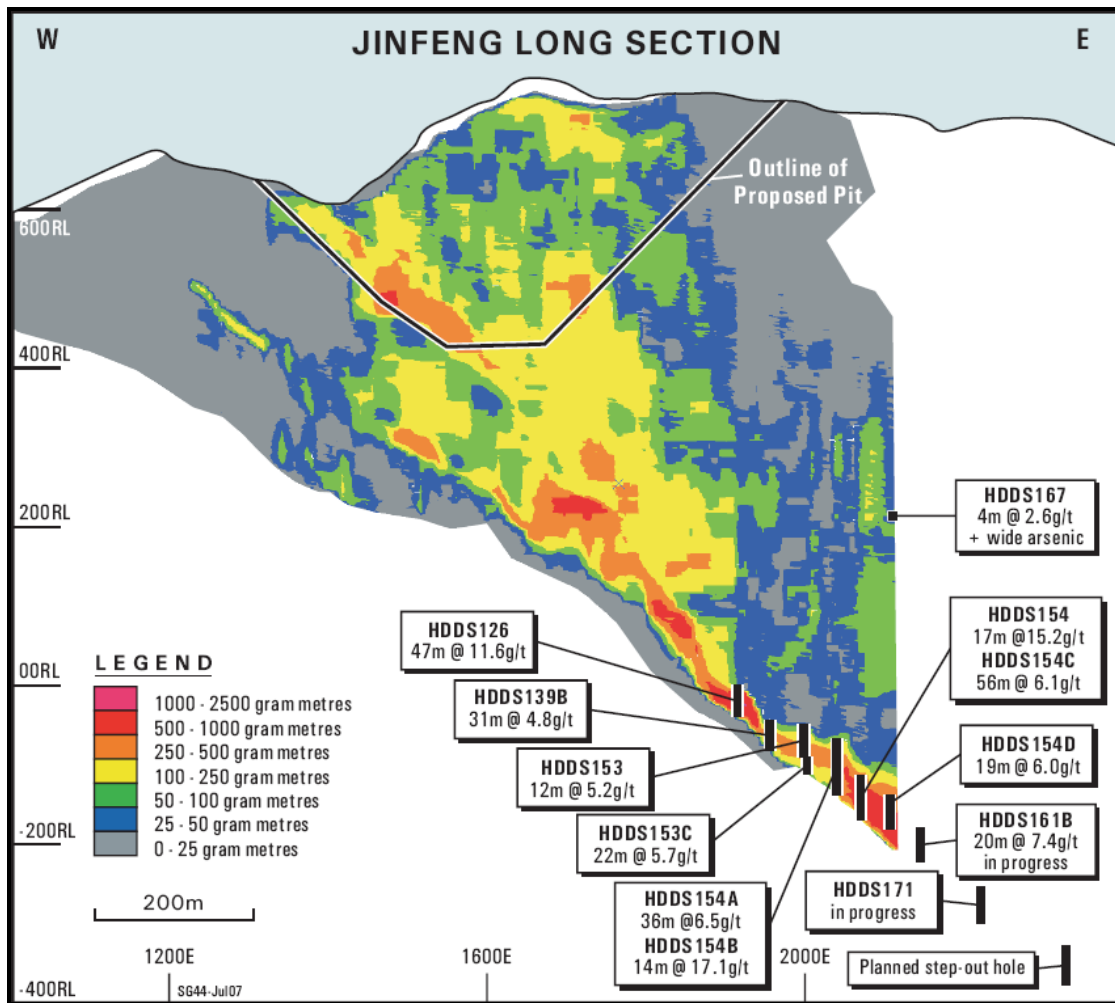 W
JINFENG LONG SECTION
E
Outline of
Proposed Pit
600RL
400RL
200RL
00RL
-200RL
-400RL
HDDS167
4m @ 2.6g/t
+ wide arsenic
HDDS126
47m @ 11.6g/t
HDDS139B
31m @ 4.8g/t
HDDS153
12m @ 5.2g/t
HDDS153C
22m @ 5.7g/t
HDDS154A
36m @6.5g/t
HDDS154B
14m @ 17.1g/t
HDDS154
17m @15.2g/t
HDDS154C
56m @ 6.1g/t
HDDS154D
19m @ 6.0g/t
HDDS161B
20m @ 7.4g/t
in progress
HDDS171
in progress
Planned step-out hole
LEGEND
1000 - 2500 gram metres
500 - 1000 gram metres
250 - 500 gram metres
100 - 250 gram metres
50 - 100 gram metres
25 - 50 gram metres
0 - 25 gram metres
200m
1200E
1600E
2000E
SG44-Jul07